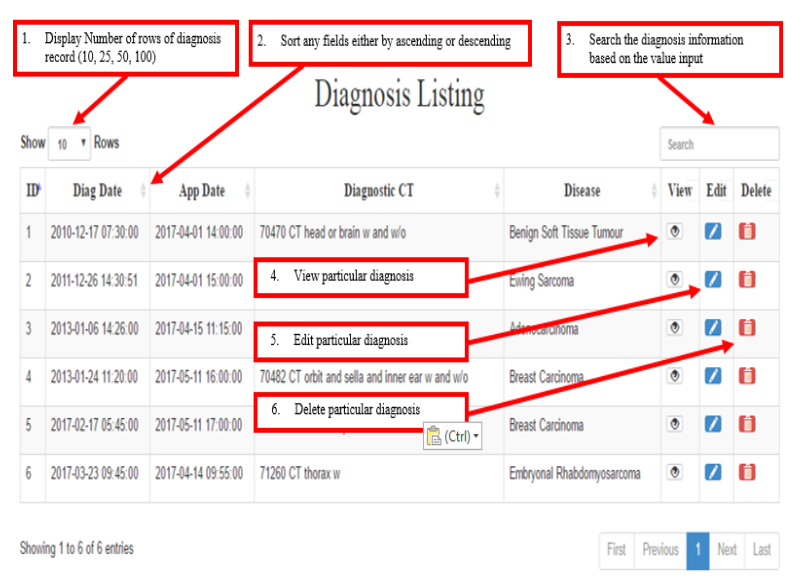 1. Display Number of rows of diagnosis
record (10, 25, 50, 100)
2. Sort any fields either by ascending or descending
3. Search the diagnosis information
based on the value input
Diagnosis Listing
Show 10 Rows
Search
ID Diag Date App Date Diagnostic CT Disease View Edit Delete
1 2010-12-17 07:30:00 2017-04-01 14:00:00 70470 CT head or brain w and w/o Benign Soft Tissue Tumour
4. View particular diagnosis
2 2011-12-26 14:30:51 2017-04-01 15:00:00 Ewing Sarcoma
3 2013-01-06 14:26:00 2017-04-15 11:15:00 Adenocarcinoma
5. Edit particular diagnosis
4 2013-01-24 11:20:00 2017-05-11 16:00:00 70482 CT orbit and sella and inner ear w and w/o Breast Carcinoma
6. Delete particular diagnosis
5 2017-02-17 05:45:00 2017-05-11 17:00:00 Breast Carcinoma
(Ctrl)
6 2017-03-23 09:45:00 2017-04-14 09:55:00 71260 CT thorax w Embryonal Rhabdomyosarcoma
Showing 1 to 6 of 6 entries
First Previous 1 Next Last